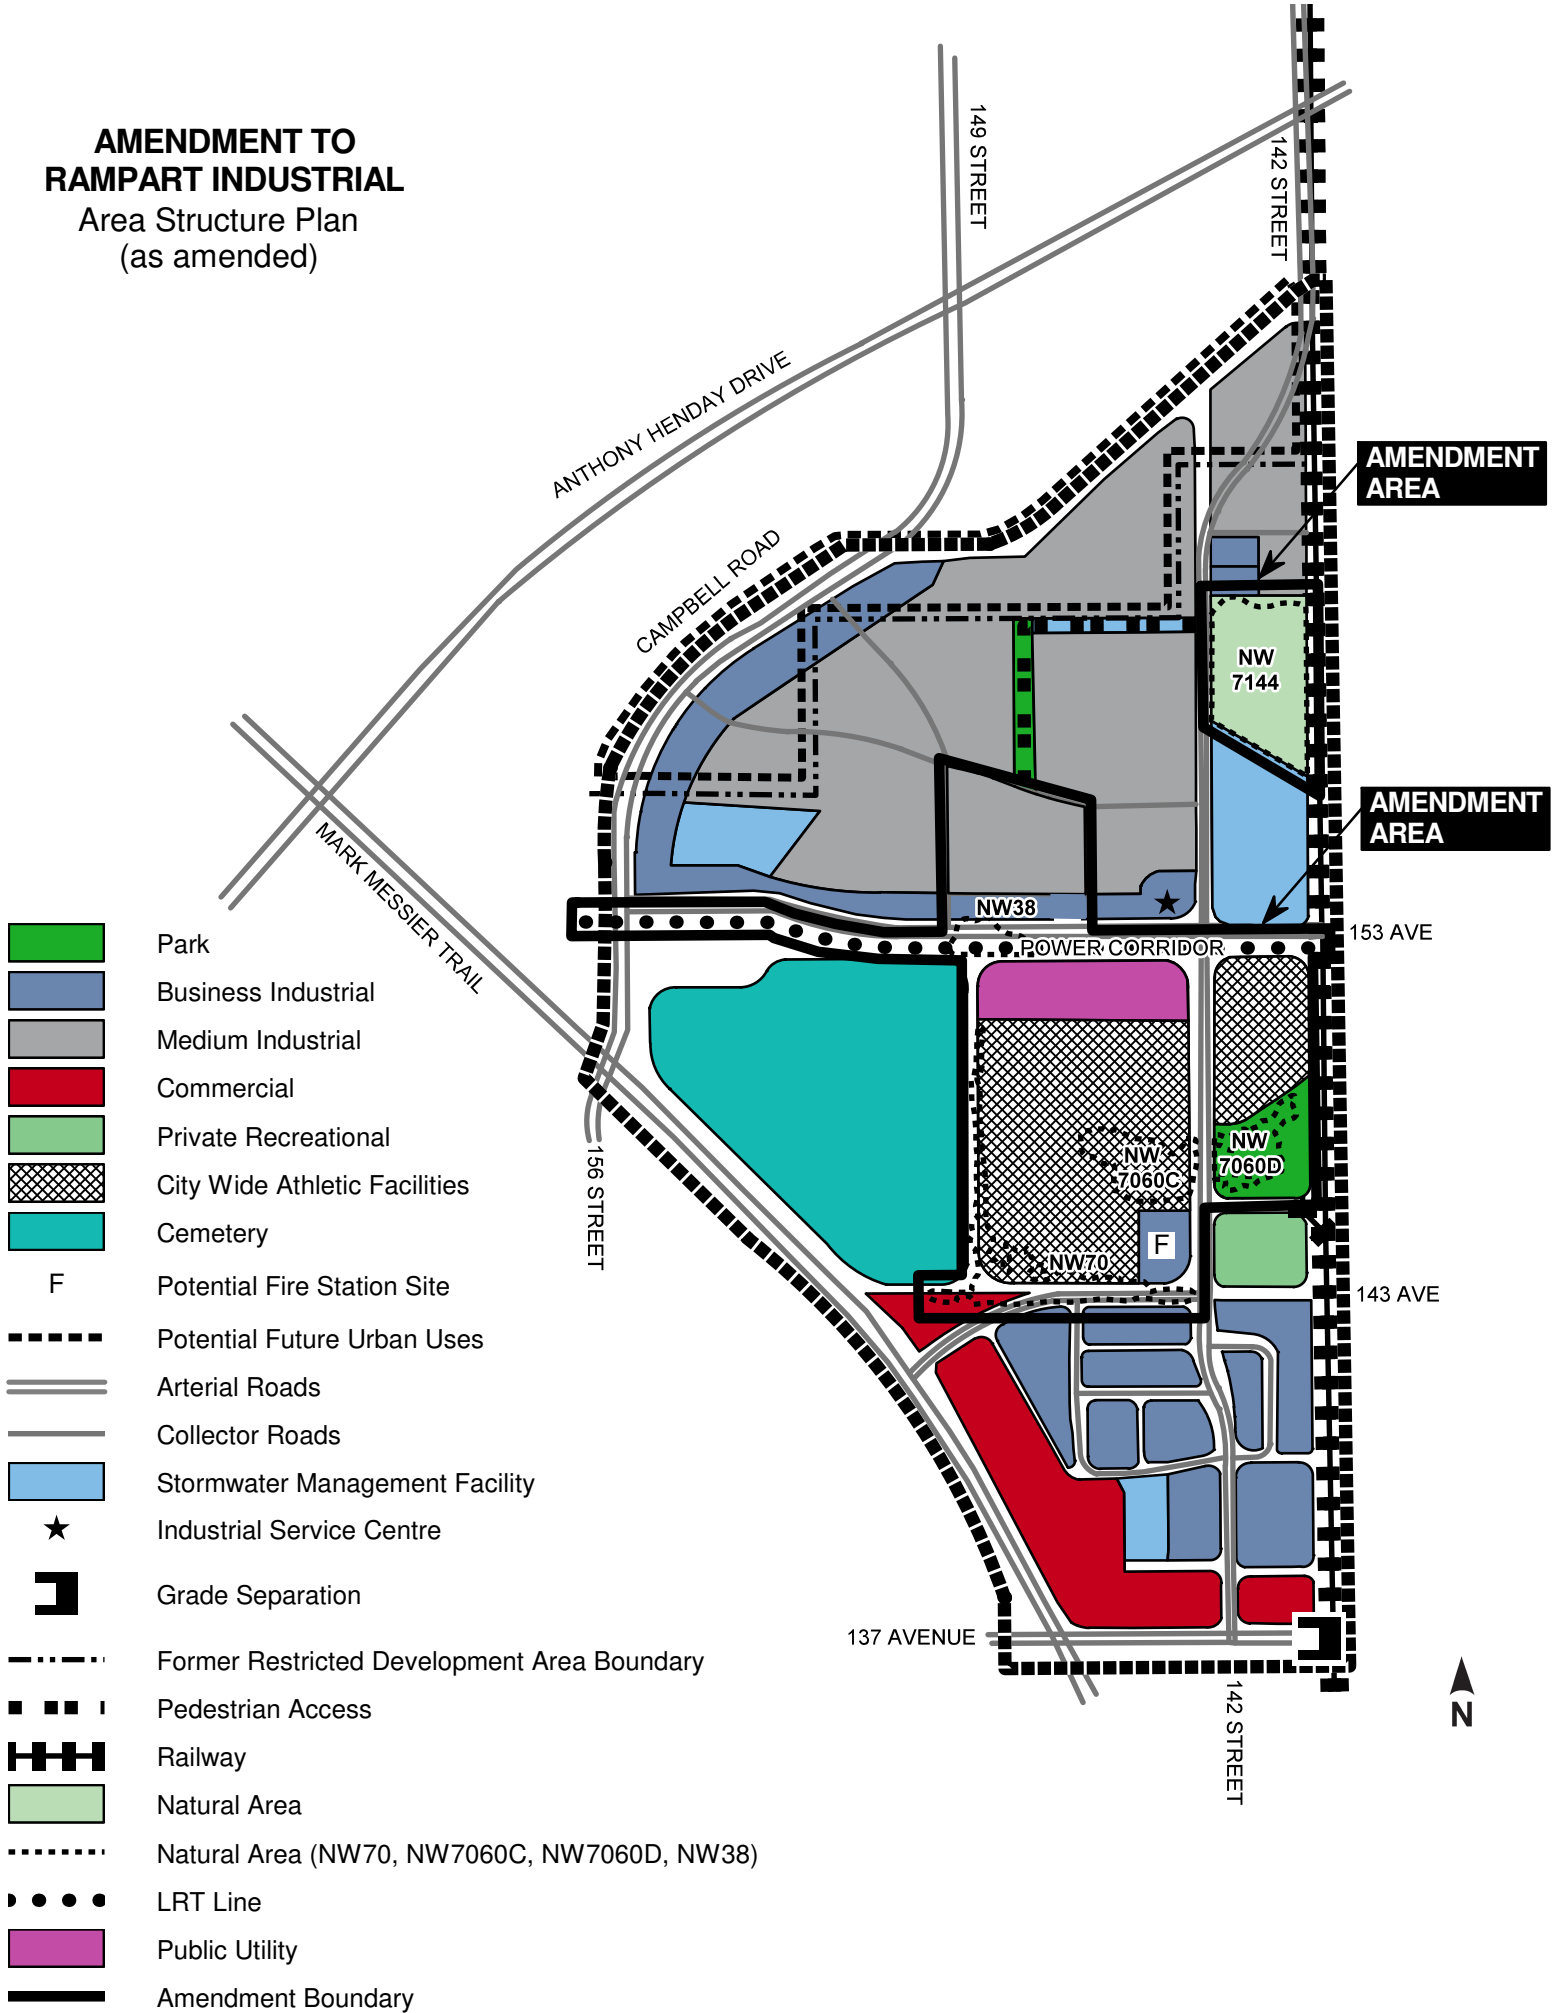 AMENDMENT TO
RAMPART INDUSTRIAL
Area Structure Plan
(as amended)
149 STREET
142 STREET
ANTHONY HENDAY DRIVE
AMENDMENT
AREA
CAMPBELL ROAD
NW
7144
AMENDMENT
AREA
MARK MESSIER TRAIL
NW38
153 AVE
POWER CORRIDOR
NW
7060D
NW
7060C
156 STREET
F
NW70
143 AVE
137 AVENUE
142 STREET
N
Park
Business Industrial
Medium Industrial
Commercial
Private Recreational
City Wide Athletic Facilities
Cemetery
F
Potential Fire Station Site
Potential Future Urban Uses
Arterial Roads
Collector Roads
Stormwater Management Facility
Industrial Service Centre
Grade Separation
Former Restricted Development Area Boundary
Pedestrian Access
Railway
Natural Area
Natural Area (NW70, NW7060C, NW7060D, NW38)
LRT Line
Public Utility
Amendment Boundary